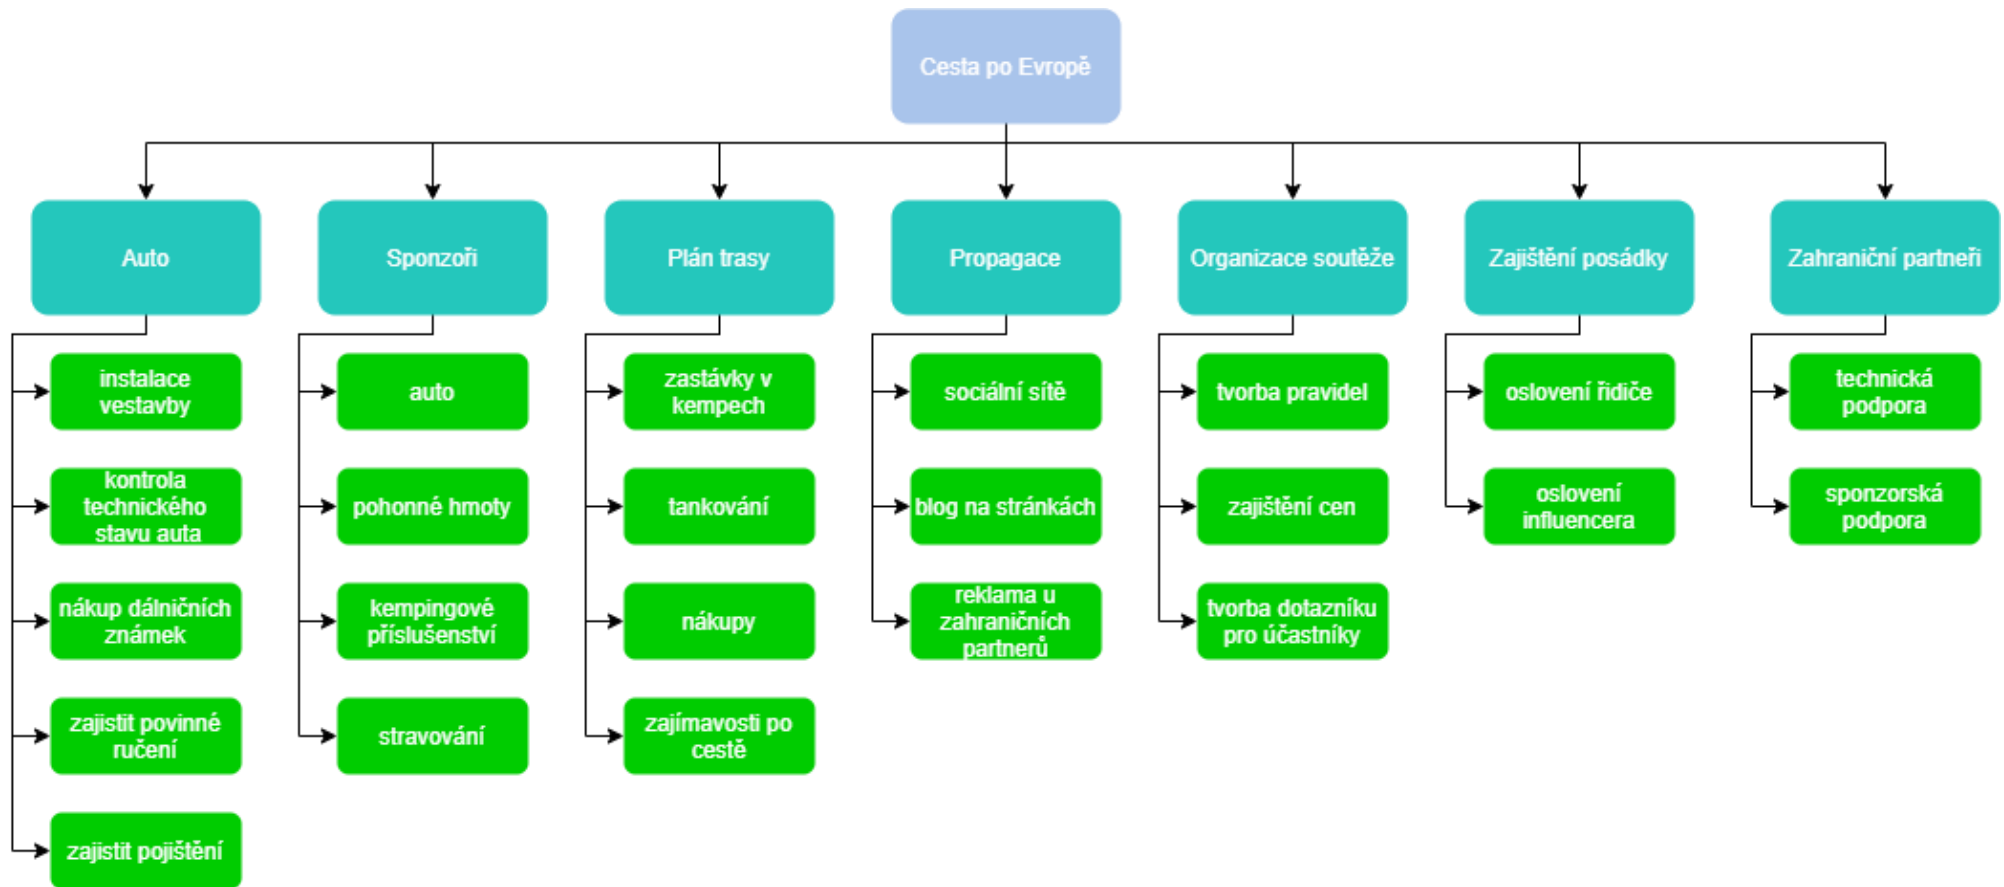 Cesta po Evropě
Auto
Sponzoři
Plán trasy
Propagace
Organizace soutěže
Zajištění posádky
Zahraniční partneři
instalace
vestavby
kontrola
technického
stavu auta
nákup dálničních
známek
zajistit povinné
ručení
zajistit pojištění
auto
pohonné hmoty
kempingové
příslušenství
stravování
zastávky v
kempech
tankování
nákupy
zajímavosti po
cestě
sociální sítě
blog na stránkách
reklama u
zahraničních
partnerů
tvorba pravidel
zajištění cen
tvorba dotazníku
pro účastníky
oslovení řidiče
oslovení
influencera
technická
podpora
sponzorská
podpora